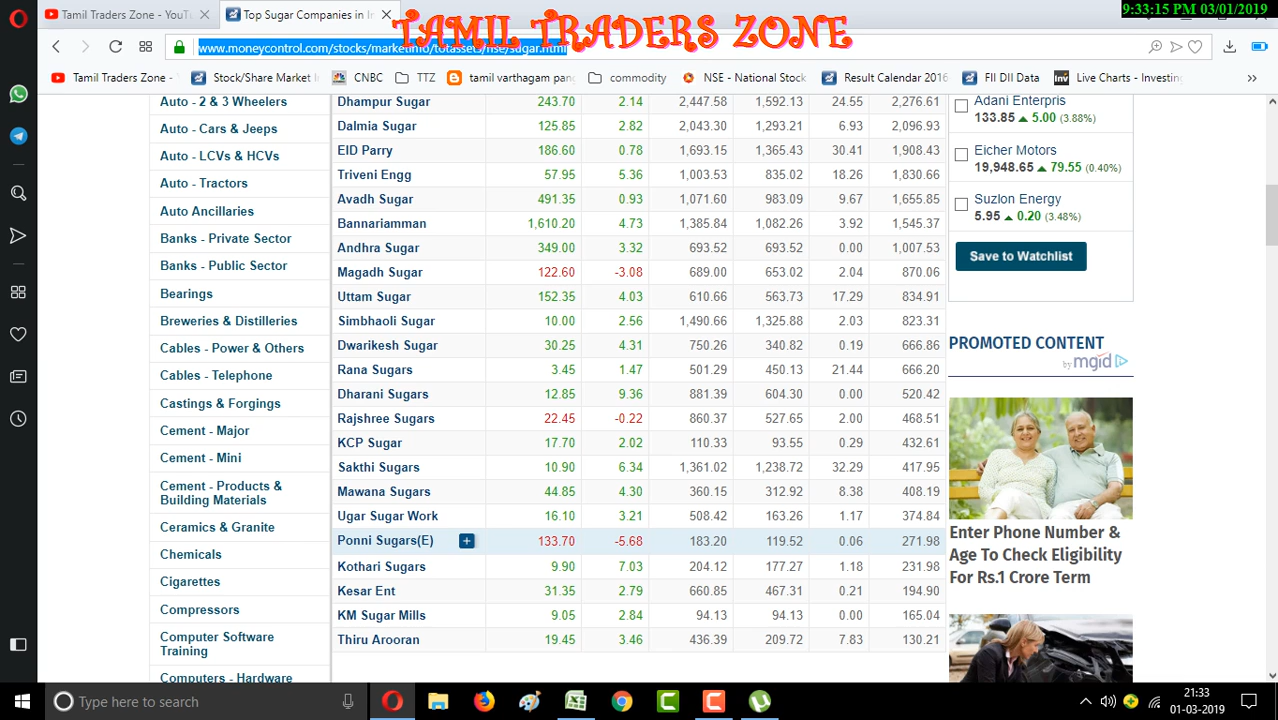 Tamil Traders Zone - YouT
Top Sugar Companies in In
TAMIL TRADERS ZONE
9:33:15 PM 03/01/2019
www.moneycontrol.com/stocks/marketinfo/totassets/nse/sugar.html
Tamil Traders Zone -
Stock/Share Market I
CNBC
TTZ
tamil varthagam pan
commodity
NSE - National Stock
Result Calendar 2016
FII DII Data
Inv Live Charts - Investin
»
Auto - 2 & 3 Wheelers
Auto - Cars & Jeeps
Auto - LCVs & HCVs
Auto - Tractors
Auto Ancillaries
Banks - Private Sector
Banks - Public Sector
Bearings
Breweries & Distilleries
Cables - Power & Others
Cables - Telephone
Castings & Forgings
Cement - Major
Cement - Mini
Cement - Products &
Building Materials
Ceramics & Granite
Chemicals
Cigarettes
Compressors
Computer Software
Training
Computers - Hardware
Dhampur Sugar 243.70 2.14 2,447.58 1,592.13 24.55 2,276.61
Dalmia Sugar 125.85 2.82 2,043.30 1,293.21 6.93 2,096.93
EID Parry 186.60 0.78 1,693.15 1,365.43 30.41 1,908.43
Triveni Engg 57.95 5.36 1,003.53 835.02 18.26 1,830.66
Avadh Sugar 491.35 0.93 1,071.60 983.09 9.67 1,655.85
Bannariamman 1,610.20 4.73 1,385.84 1,082.26 3.92 1,545.37
Andhra Sugar 349.00 3.32 693.52 693.52 0.00 1,007.53
Magadh Sugar 122.60 -3.08 689.00 653.02 2.04 870.06
Uttam Sugar 152.35 4.03 610.66 563.73 17.29 834.91
Simbhaoli Sugar 10.00 2.56 1,490.66 1,325.88 2.03 823.31
Dwarikesh Sugar 30.25 4.31 750.26 340.82 0.19 666.86
Rana Sugars 3.45 1.47 501.29 450.13 21.44 666.20
Dharani Sugars 12.85 9.36 881.39 604.30 0.00 520.42
Rajshree Sugars 22.45 -0.22 860.37 527.65 2.00 468.51
KCP Sugar 17.70 2.02 110.33 93.55 0.29 432.61
Sakthi Sugars 10.90 6.34 1,361.02 1,238.72 32.29 417.95
Mawana Sugars 44.85 4.30 360.15 312.92 8.38 408.19
Ugar Sugar Work 16.10 3.21 508.42 163.26 1.17 374.84
Ponni Sugars(E) + 133.70 -5.68 183.20 119.52 0.06 271.98
Kothari Sugars 9.90 7.03 204.12 177.27 1.18 231.98
Kesar Ent 31.35 2.79 660.85 467.31 0.21 194.90
KM Sugar Mills 9.05 2.84 94.13 94.13 0.00 165.04
Thiru Arooran 19.45 3.46 436.39 209.72 7.83 130.21
Adani Enterpris
133.85 ▲ 5.00 (3.88%)
Eicher Motors
19,948.65 ▲ 79.55 (0.40%)
Suzlon Energy
5.95 ▲ 0.20 (3.48%)
Save to Watchlist
PROMOTED CONTENT
by mgid
Enter Phone Number &
Age To Check Eligibility
For Rs.1 Crore Term
Type here to search
21:33
01-03-2019